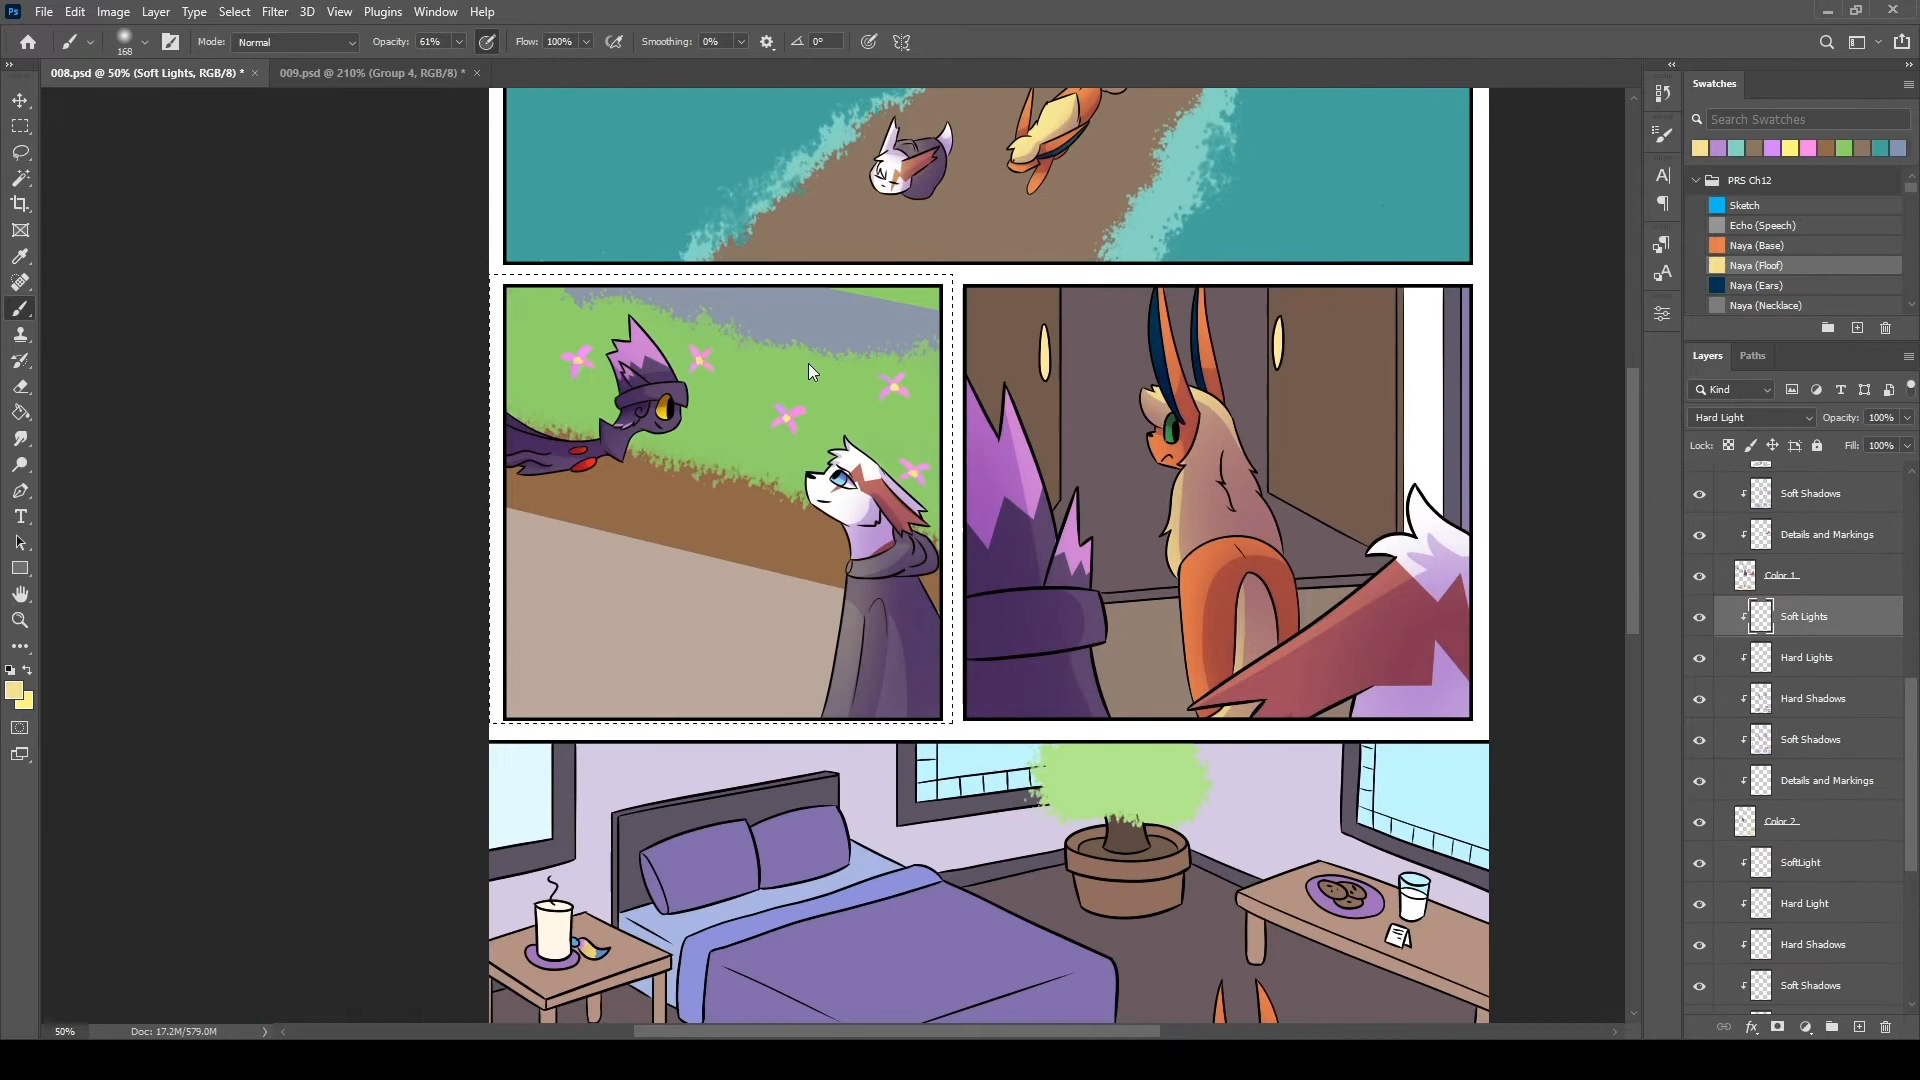 Ps File Edit Image Layer Type Select Filter 3D View Plugins Window Help
168 Mode: Normal Opacity: 61% Flow: 100% Smoothing: 0% 0°
008.psd @ 50% (Soft Lights, RGB/8) * 009.psd @ 210% (Group 4, RGB/8) *
Swatches
Search Swatches
PRS Ch12
Sketch
Echo (Speech)
Naya (Base)
Naya (Floof)
Naya (Ears)
Naya (Necklace)
Layers Paths
Kind
Hard Light Opacity: 100%
Lock: Fill: 100%
Soft Shadows
Details and Markings
Color 1
Soft Lights
Hard Lights
Hard Shadows
Soft Shadows
Details and Markings
Color 2
SoftLight
Hard Light
Hard Shadows
Soft Shadows
50% Doc: 17.2M/579.0M